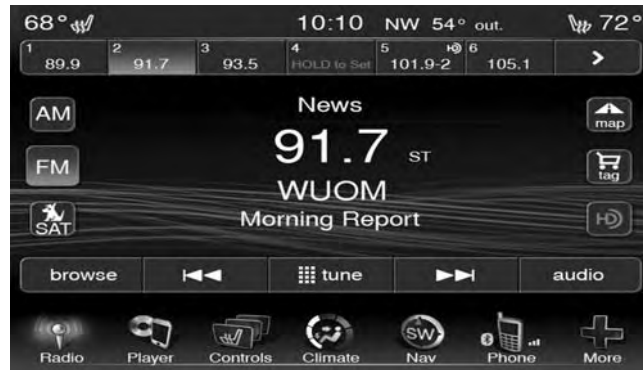 68° 10:10 NW 54° out. 72°
1 2 3 4 5 HD 6
89.9 91.7 93.5 HOLD to Set 101.9-2 105.1
AM News map
91.7 ST
FM WUOM tag
SAT Morning Report HD
browse tune audio
SW
Radio Player Controls Climate Nav Phone More